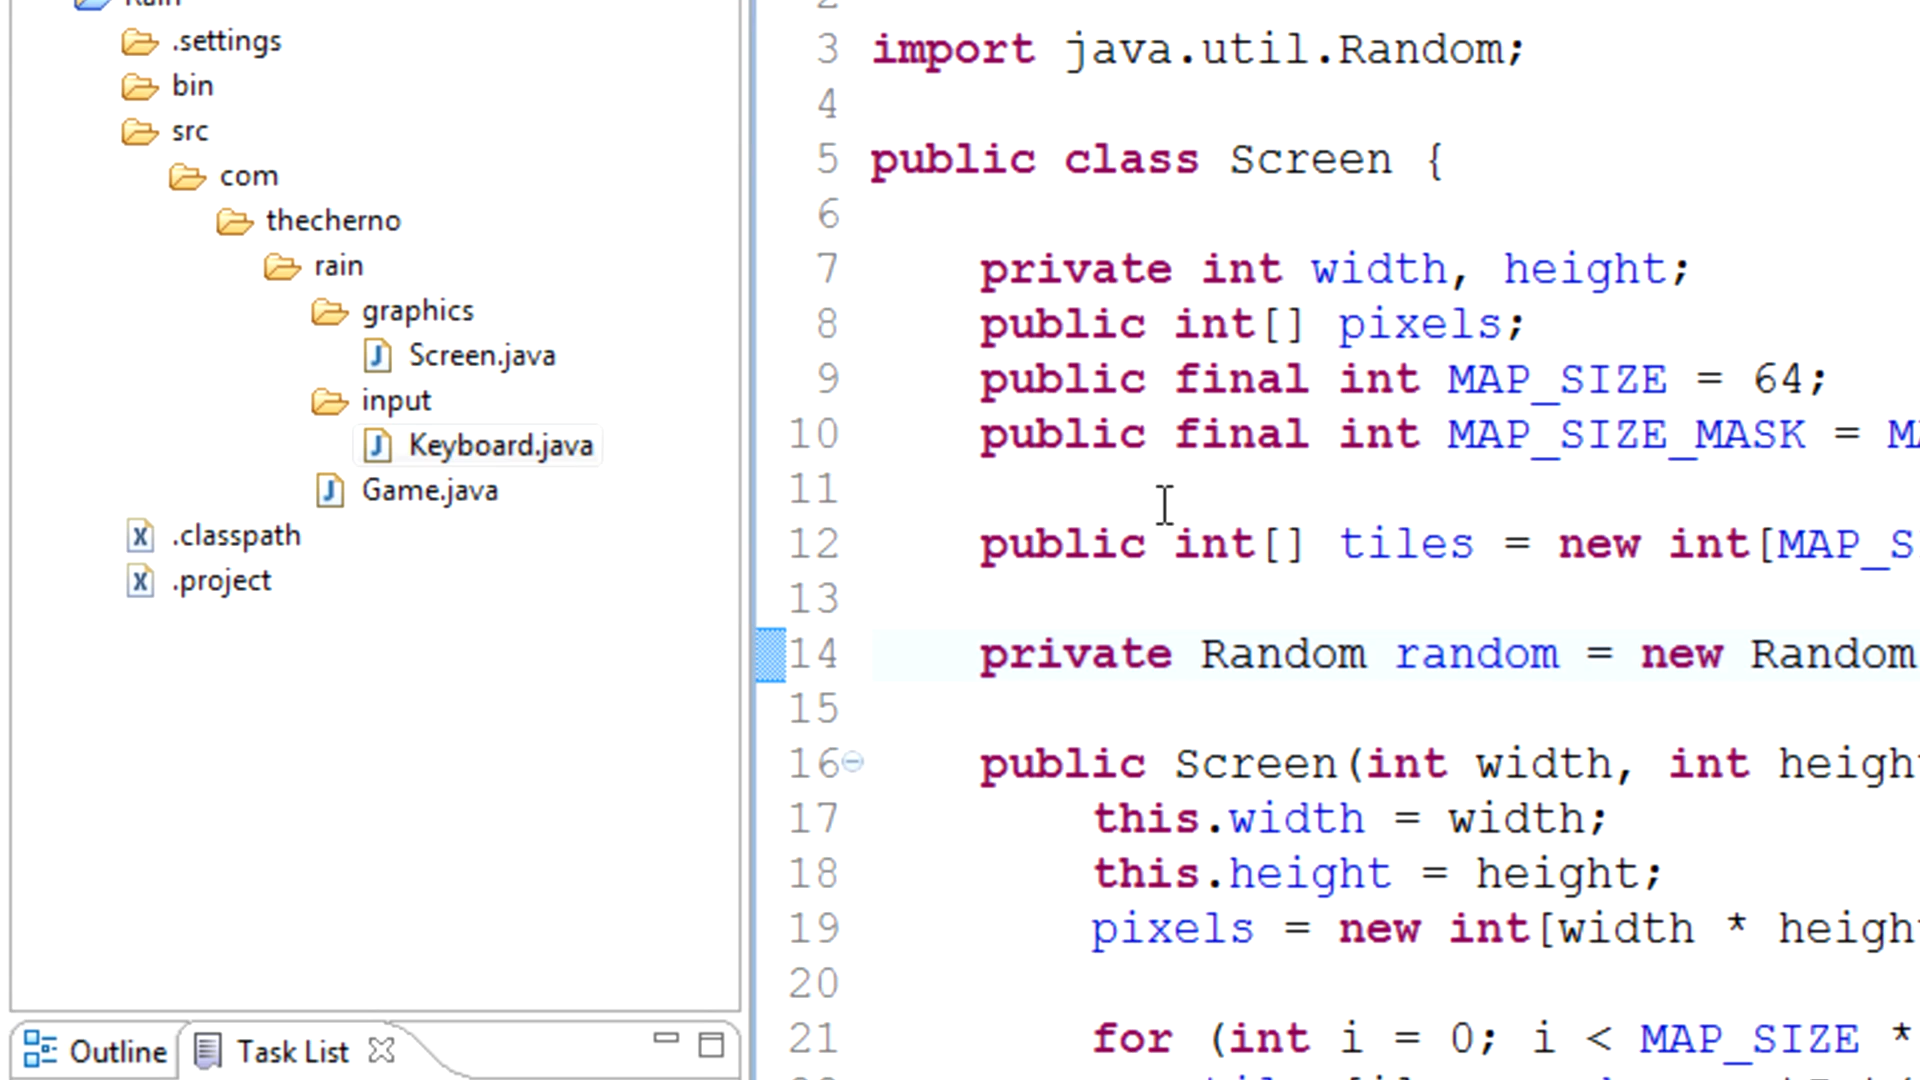 .settings
bin
src
com
thecherno
rain
graphics
Screen.java
input
Keyboard.java
Game.java
.classpath
.project
Outline
Task List
3 import java.util.Random;
4
5 public class Screen {
6
7 private int width, height;
8 public int[] pixels;
9 public final int MAP_SIZE = 64;
10 public final int MAP_SIZE_MASK = MA
11
12 public int[] tiles = new int[MAP_S
13
14 private Random random = new Random
15
16 public Screen(int width, int heigh
17 this.width = width;
18 this.height = height;
19 pixels = new int[width * heigh
20
21 for (int i = 0; i < MAP_SIZE *